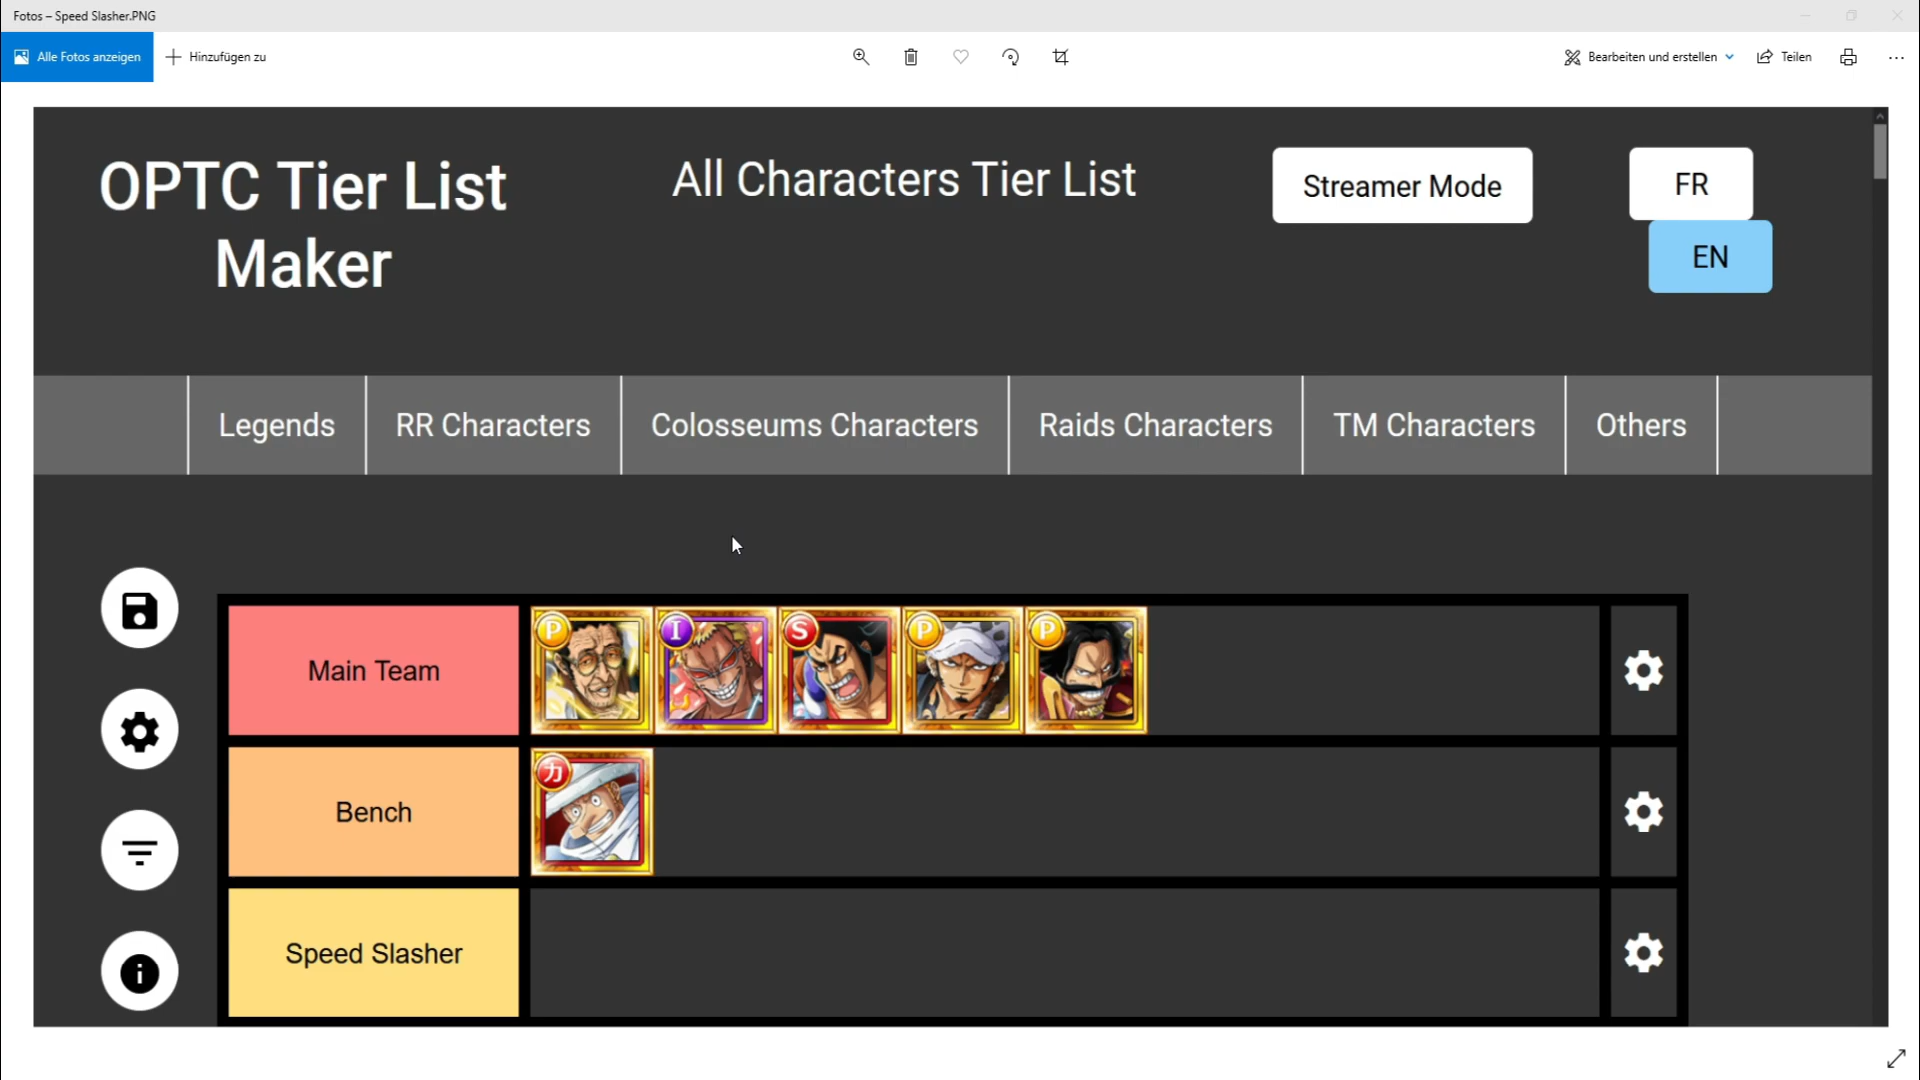 Fotos – Speed Slasher.PNG
Alle Fotos anzeigen
Hinzufügen zu
Bearbeiten und erstellen
Teilen
OPTC Tier List
Maker
All Characters Tier List
Streamer Mode
FR
EN
Legends
RR Characters
Colosseums Characters
Raids Characters
TM Characters
Others
Main Team
P
I
S
P
P
Bench
力
Speed Slasher